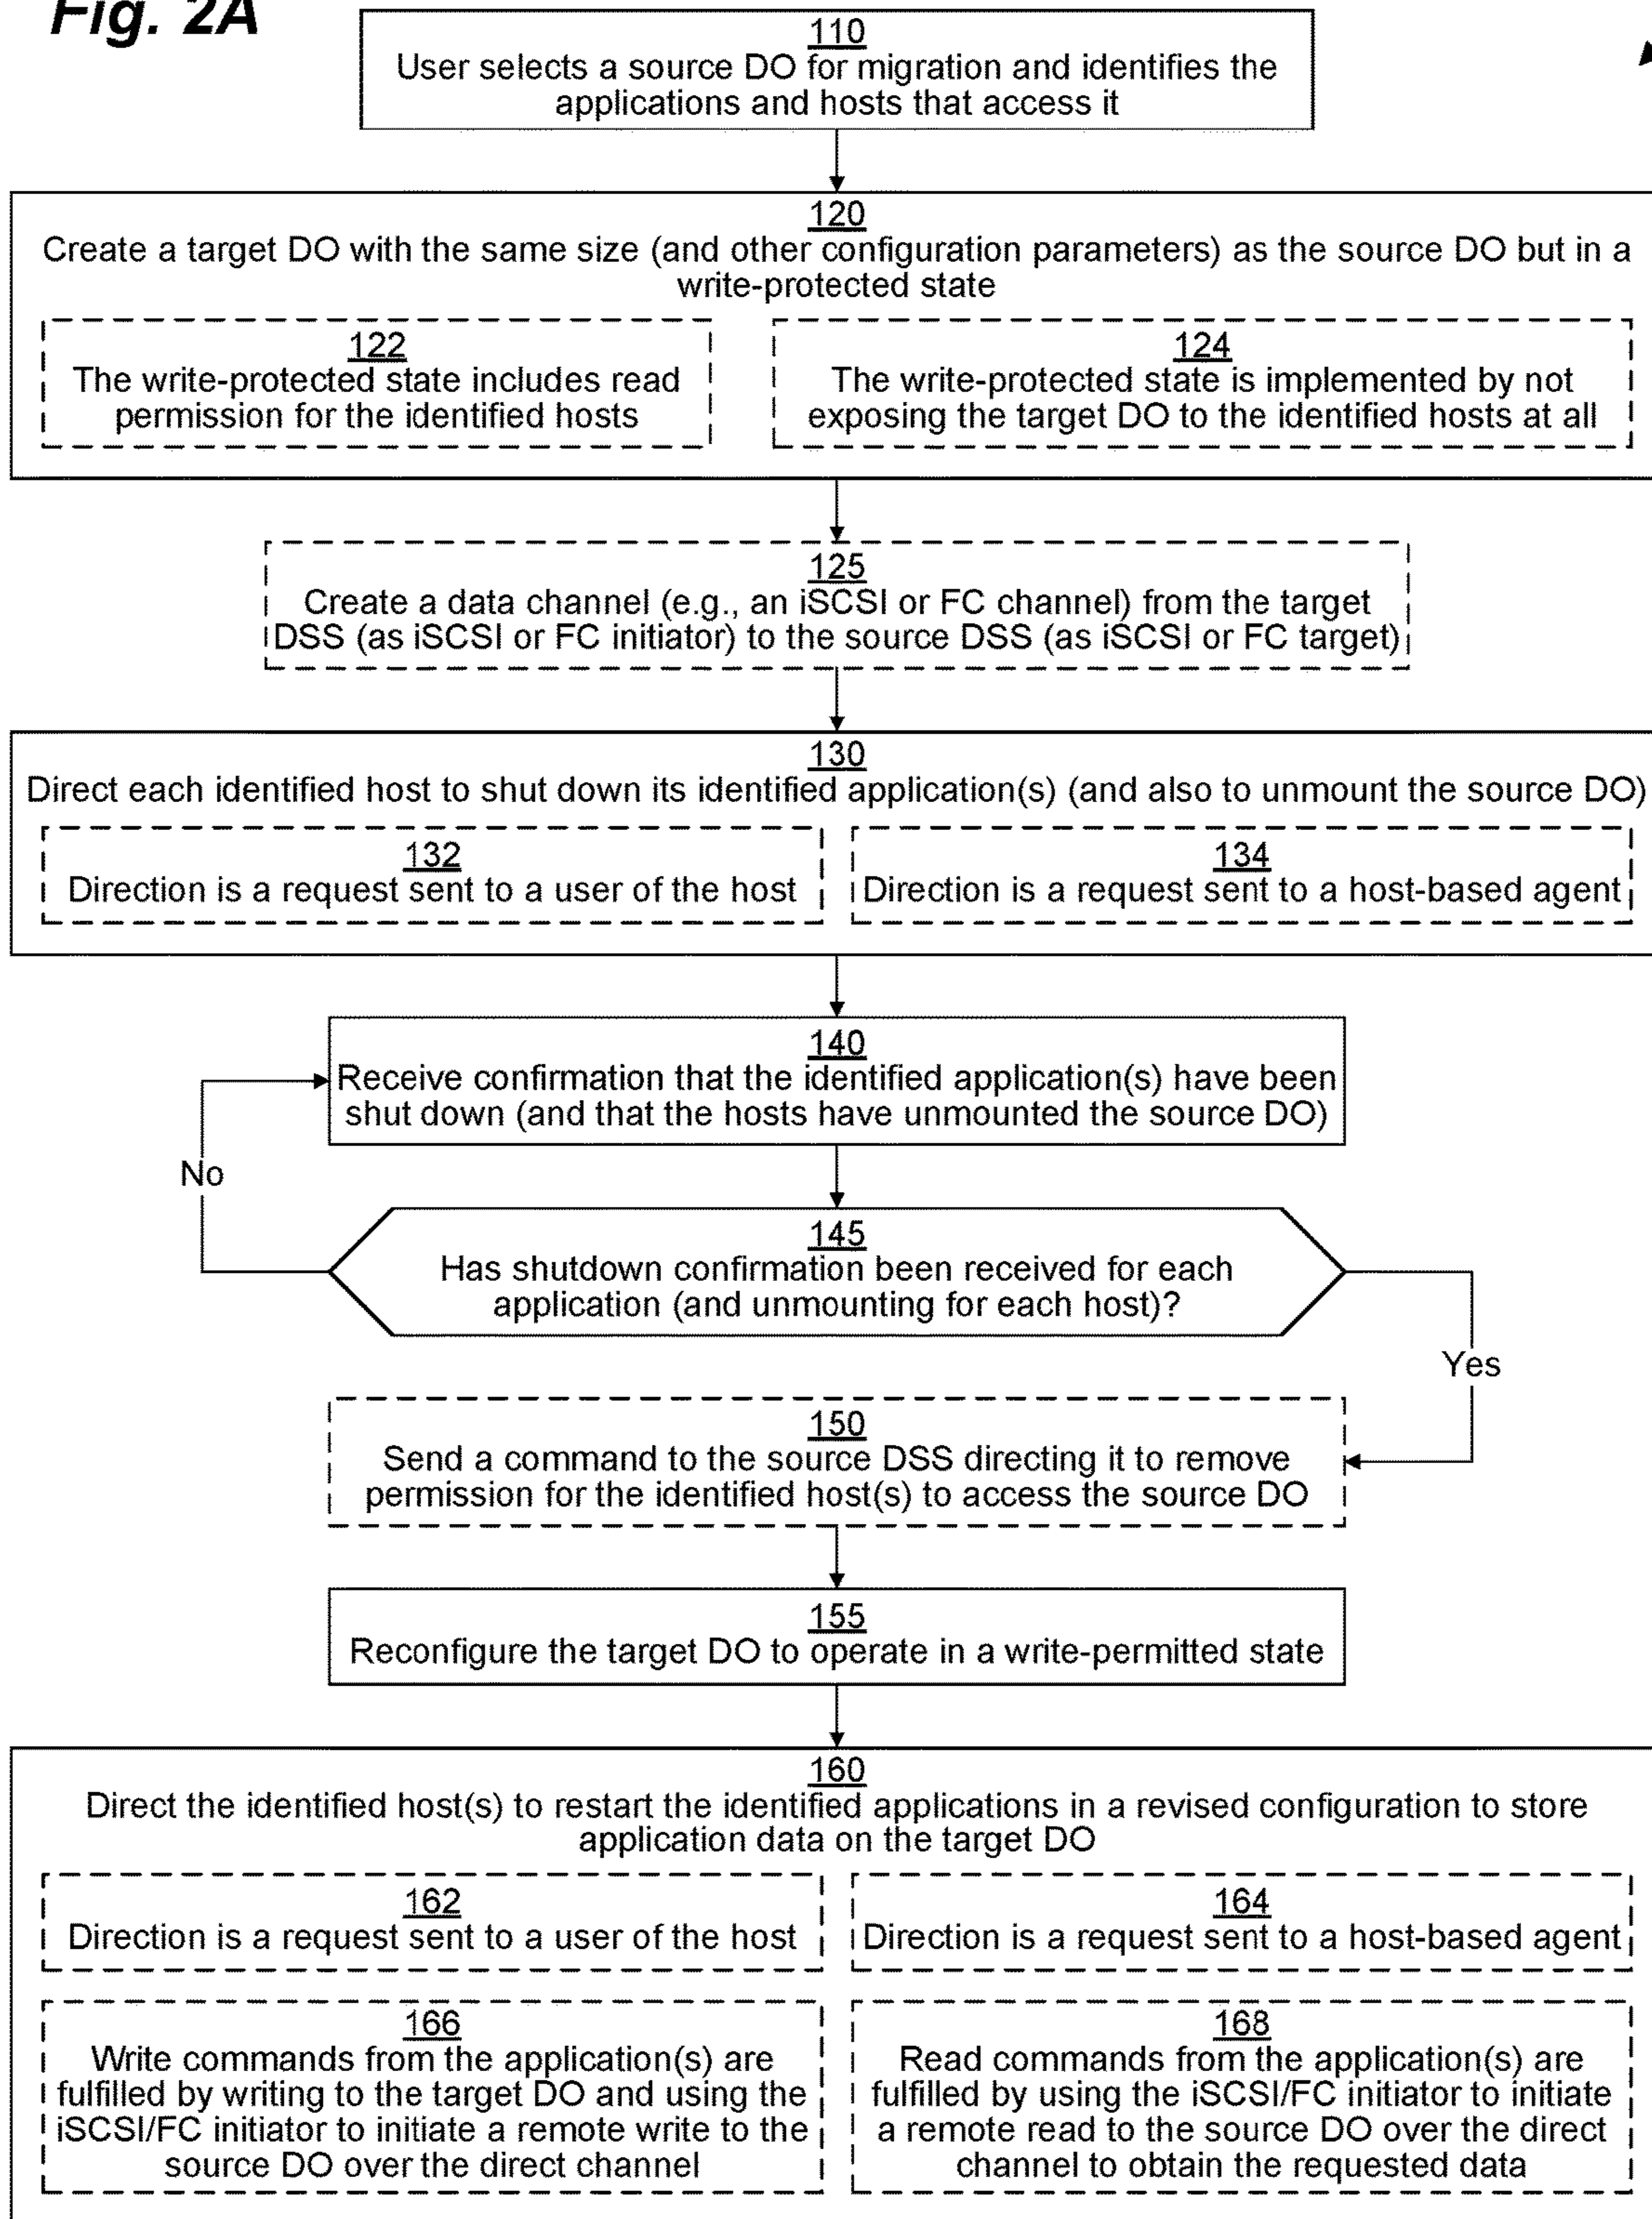 Fig. 2A
110
User selects a source DO for migration and identifies the
applications and hosts that access it
120
Create a target DO with the same size (and other configuration parameters) as the source DO but in a
write-protected state
122
The write-protected state includes read
permission for the identified hosts
124
The write-protected state is implemented by not
exposing the target DO to the identified hosts at all
125
Create a data channel (e.g., an iSCSI or FC channel) from the target
DSS (as iSCSI or FC initiator) to the source DSS (as iSCSI or FC target)
130
Direct each identified host to shut down its identified application(s) (and also to unmount the source DO)
132
Direction is a request sent to a user of the host
134
Direction is a request sent to a host-based agent
140
Receive confirmation that the identified application(s) have been
shut down (and that the hosts have unmounted the source DO)
No
145
Has shutdown confirmation been received for each
application (and unmounting for each host)?
Yes
150
Send a command to the source DSS directing it to remove
permission for the identified host(s) to access the source DO
155
Reconfigure the target DO to operate in a write-permitted state
160
Direct the identified host(s) to restart the identified applications in a revised configuration to store
application data on the target DO
162
Direction is a request sent to a user of the host
164
Direction is a request sent to a host-based agent
166
Write commands from the application(s) are
fulfilled by writing to the target DO and using the
iSCSI/FC initiator to initiate a remote write to the
source DO over the direct channel
168
Read commands from the application(s) are
fulfilled by using the iSCSI/FC initiator to initiate
a remote read to the source DO over the direct
channel to obtain the requested data